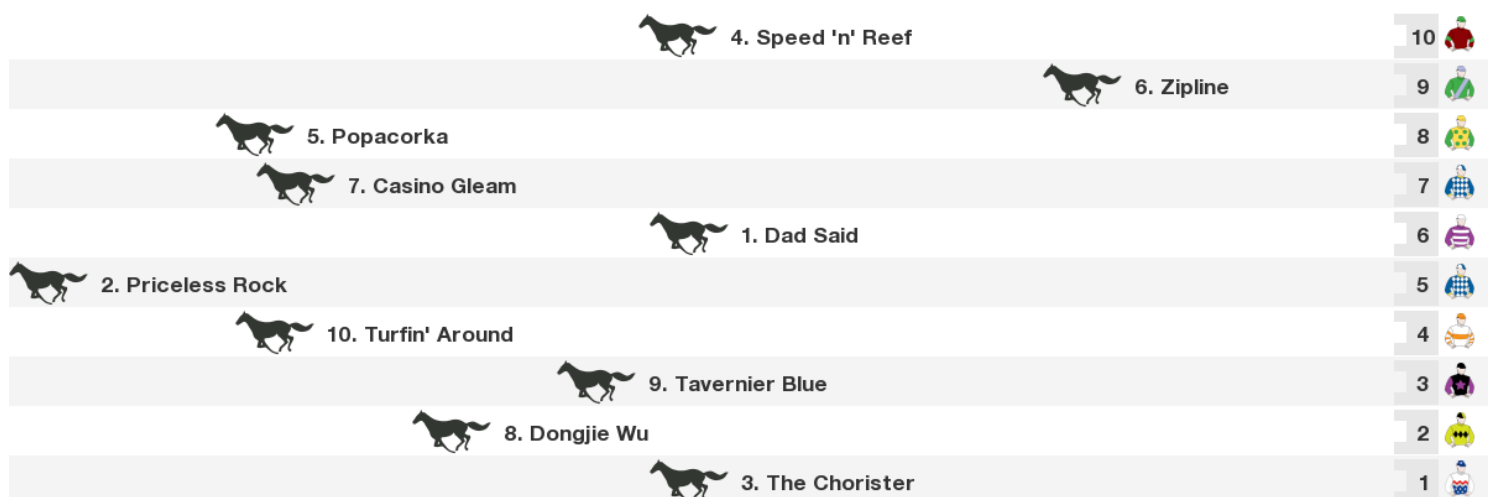 4. Speed 'n' Reef 10
6. Zipline 9
5. Popacorka 8
7. Casino Gleam 7
1. Dad Said 6
2. Priceless Rock 5
10. Turfin' Around 4
9. Tavernier Blue 3
8. Dongjie Wu 2
3. The Chorister 1